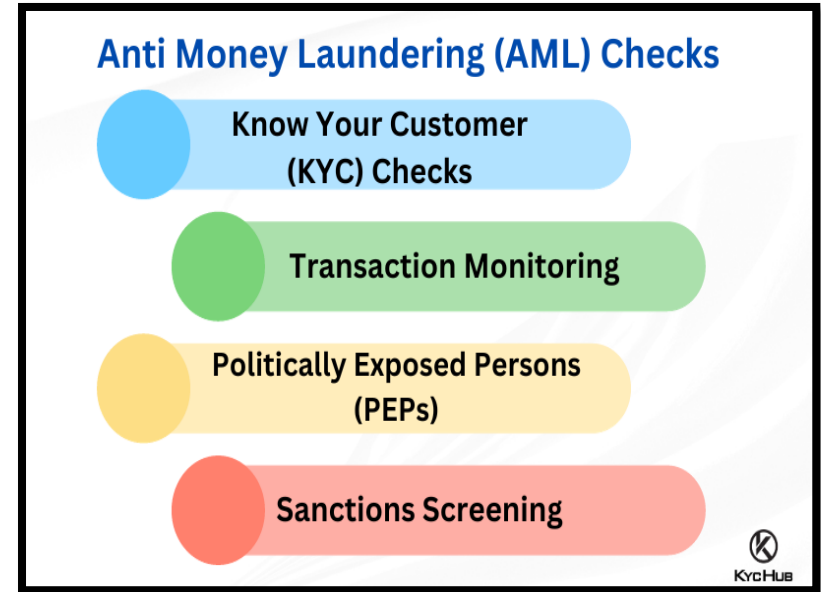 Anti Money Laundering (AML) Checks
Know Your Customer
(KYC) Checks
Transaction Monitoring
Politically Exposed Persons
(PEPs)
Sanctions Screening
KYCHUB